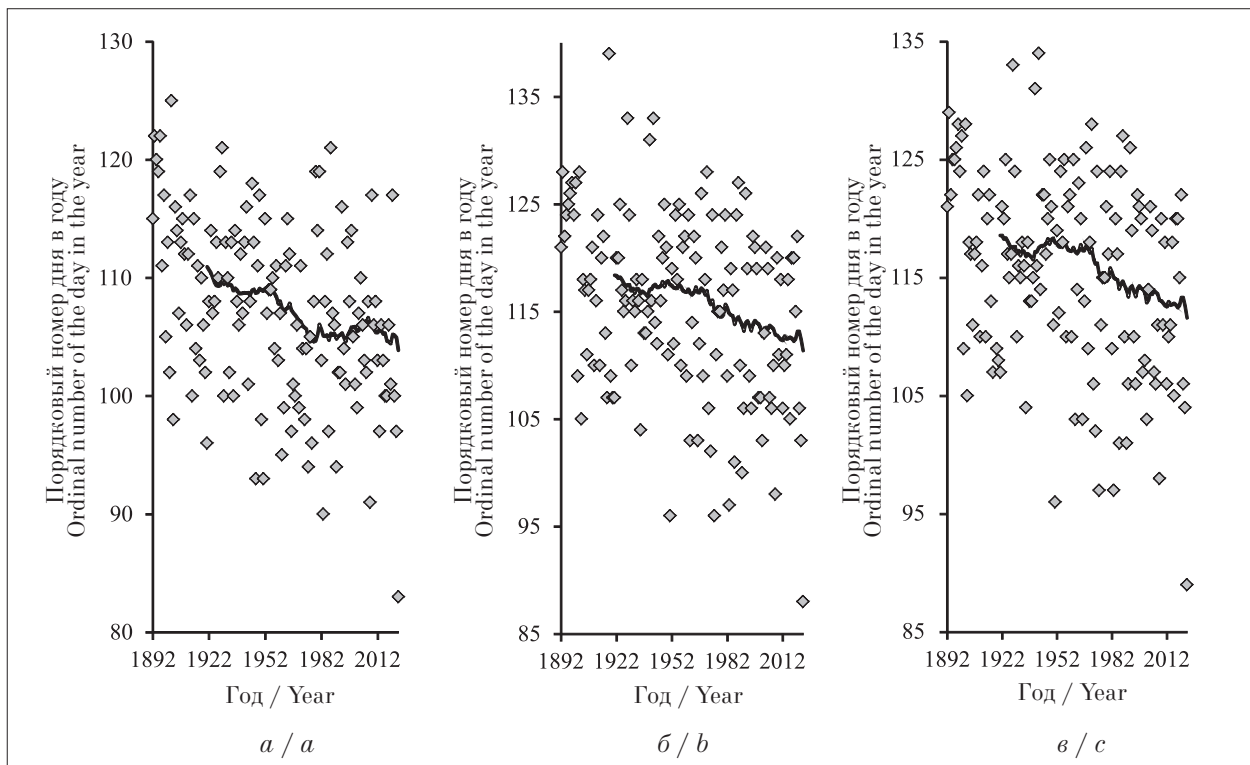 130
120
110
100
90
80
Порядковый номер дня в году
Ordinal number of the day in the year
1892 1922 1952 1982 2012
Год / Year
а / a
135
125
115
105
95
85
Порядковый номер дня в году
Ordinal number of the day in the year
1892 1922 1952 1982 2012
Год / Year
б / b
135
125
115
105
95
85
Порядковый номер дня в году
Ordinal number of the day in the year
1892 1922 1952 1982 2012
Год / Year
в / c